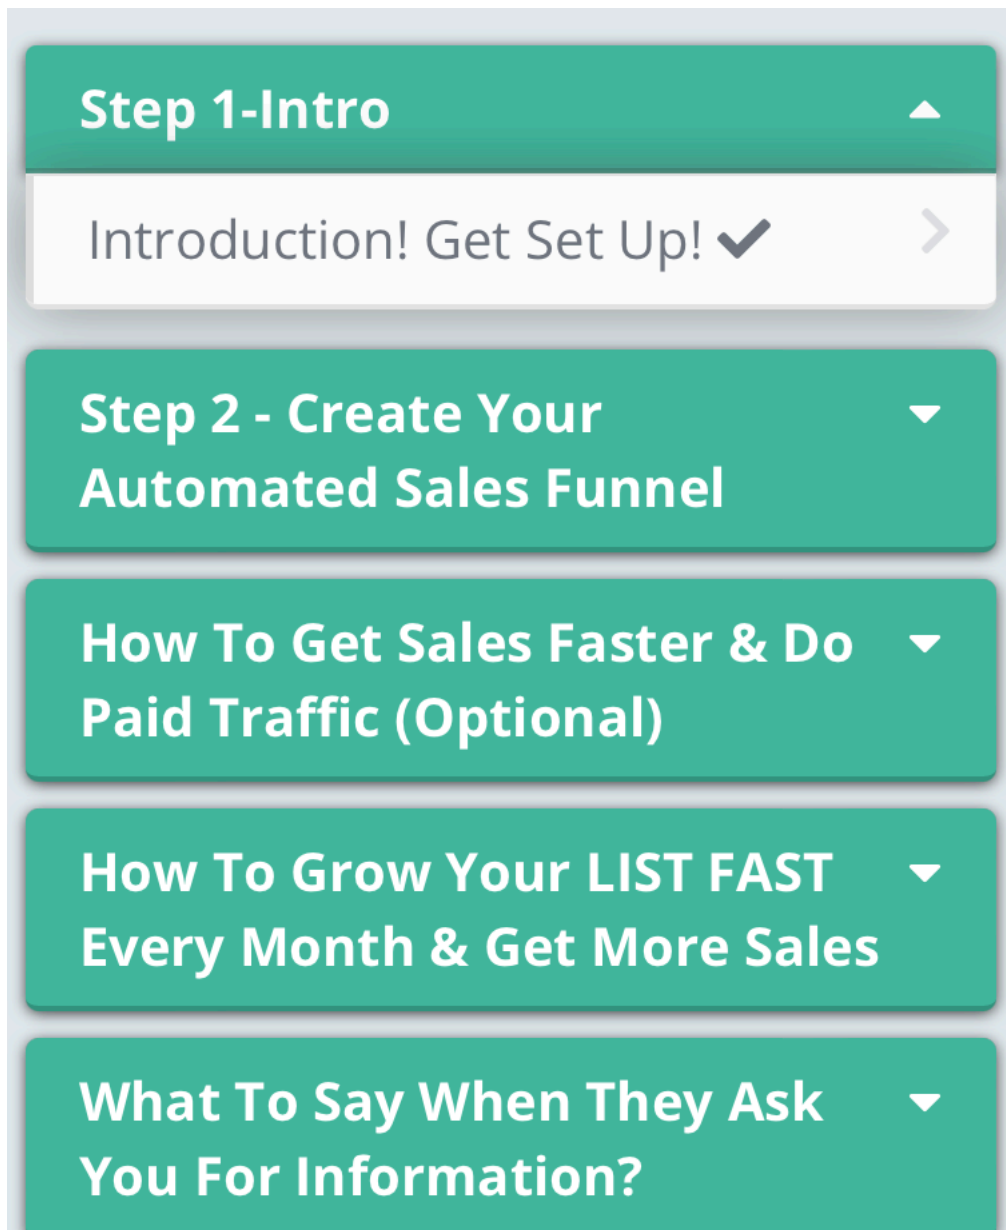 Step 1-Intro
Introduction! Get Set Up! ✔
Step 2 - Create Your
Automated Sales Funnel
How To Get Sales Faster & Do
Paid Traffic (Optional)
How To Grow Your LIST FAST
Every Month & Get More Sales
What To Say When They Ask
You For Information?